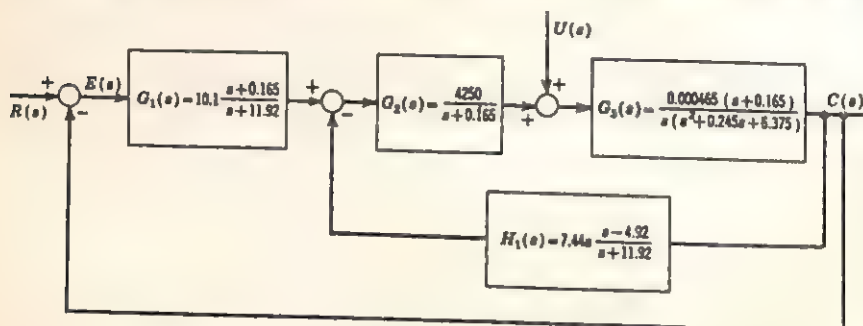 U(s)
R(s)
+
−
E(s)
G₁(s)=10.1 s+0.165 / s+11.92
+
−
G₂(s)= 4250 / s+0.165
+
+
G₃(s)= 0.000465 (s+0.165) / s(s²+0.245s+6.375)
C(s)
H₁(s)=7.44s s−4.92 / s+11.92